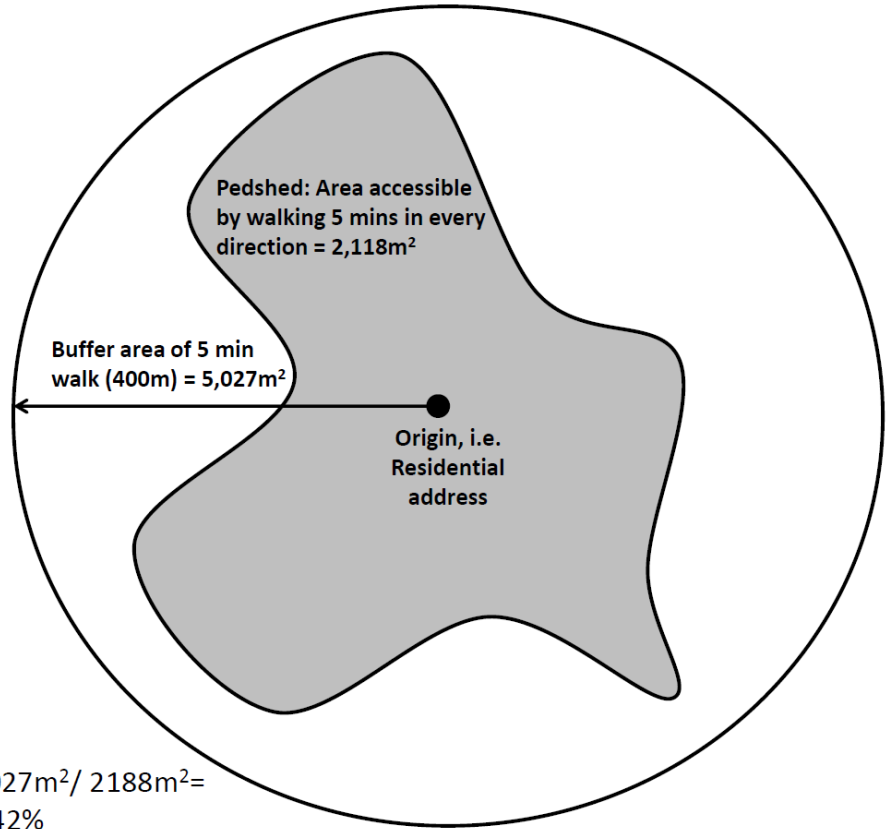 Pedshed: Area accessible
by walking 5 mins in every
direction = 2,118m²
Buffer area of 5 min
walk (400m) = 5,027m²
Origin, i.e.
Residential
address
027m²/ 2188m²=
42%